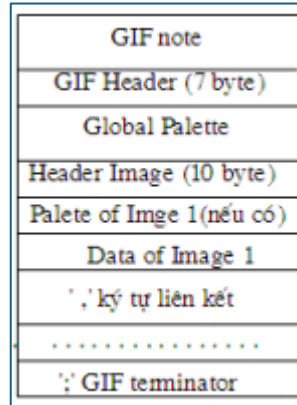 GIF note
GIF Header (7 byte)
Global Palette
Header Image (10 byte)
Palete of Imge 1(nếu có)
Data of Image 1
',' ký tự liên kết
. . . . . . . . . . . . . . . .
';' GIF terminator